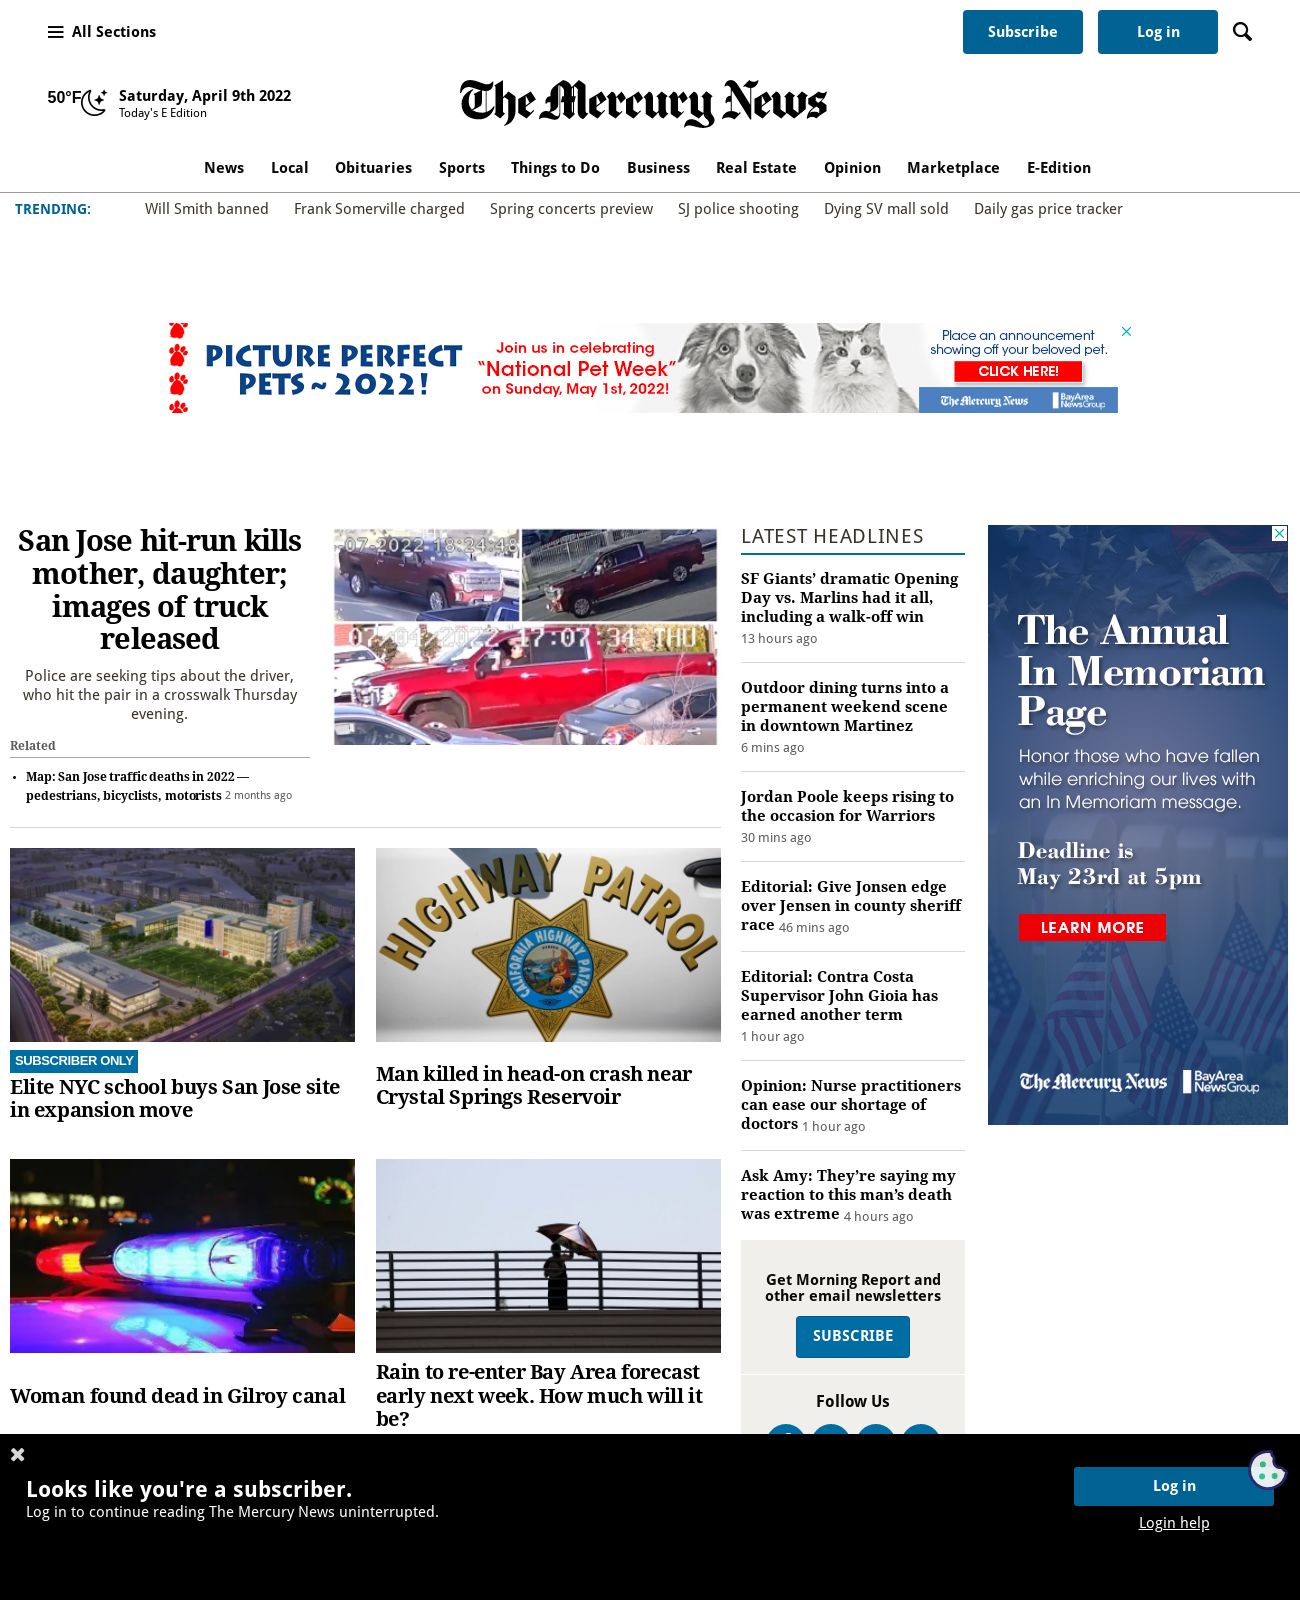 All Sections
Subscribe
Log in
50°F
Saturday, April 9th 2022
Today's E Edition
The Mercury News
News Local Obituaries Sports Things to Do Business Real Estate Opinion Marketplace E-Edition
TRENDING: Will Smith banned Frank Somerville charged Spring concerts preview SJ police shooting Dying SV mall sold Daily gas price tracker
PICTURE PERFECT
PETS ~ 2022!
Join us in celebrating
“National Pet Week”
on Sunday, May 1st, 2022!
Place an announcement
showing off your beloved pet.
CLICK HERE!
The Mercury News
BayArea
NewsGroup
San Jose hit-run kills
mother, daughter;
images of truck
released
Police are seeking tips about the driver,
who hit the pair in a crosswalk Thursday
evening.
Related
Map: San Jose traffic deaths in 2022 —
pedestrians, bicyclists, motorists 2 months ago
-07-2022 18:24:48
17:07:34 THU
SUBSCRIBER ONLY
Elite NYC school buys San Jose site
in expansion move
HIGHWAY PATROL
CALIFORNIA HIGHWAY PATROL
Man killed in head-on crash near
Crystal Springs Reservoir
Woman found dead in Gilroy canal
Rain to re-enter Bay Area forecast
early next week. How much will it
be?
LATEST HEADLINES
SF Giants’ dramatic Opening
Day vs. Marlins had it all,
including a walk-off win
13 hours ago
Outdoor dining turns into a
permanent weekend scene
in downtown Martinez
6 mins ago
Jordan Poole keeps rising to
the occasion for Warriors
30 mins ago
Editorial: Give Jonsen edge
over Jensen in county sheriff
race 46 mins ago
Editorial: Contra Costa
Supervisor John Gioia has
earned another term
1 hour ago
Opinion: Nurse practitioners
can ease our shortage of
doctors 1 hour ago
Ask Amy: They’re saying my
reaction to this man’s death
was extreme 4 hours ago
Get Morning Report and
other email newsletters
SUBSCRIBE
Follow Us
The Annual
In Memoriam
Page
Honor those who have fallen
while enriching our lives with
an In Memoriam message.
Deadline is
May 23rd at 5pm
LEARN MORE
The Mercury News
BayArea
NewsGroup
Looks like you're a subscriber.
Log in to continue reading The Mercury News uninterrupted.
Log in
Login help